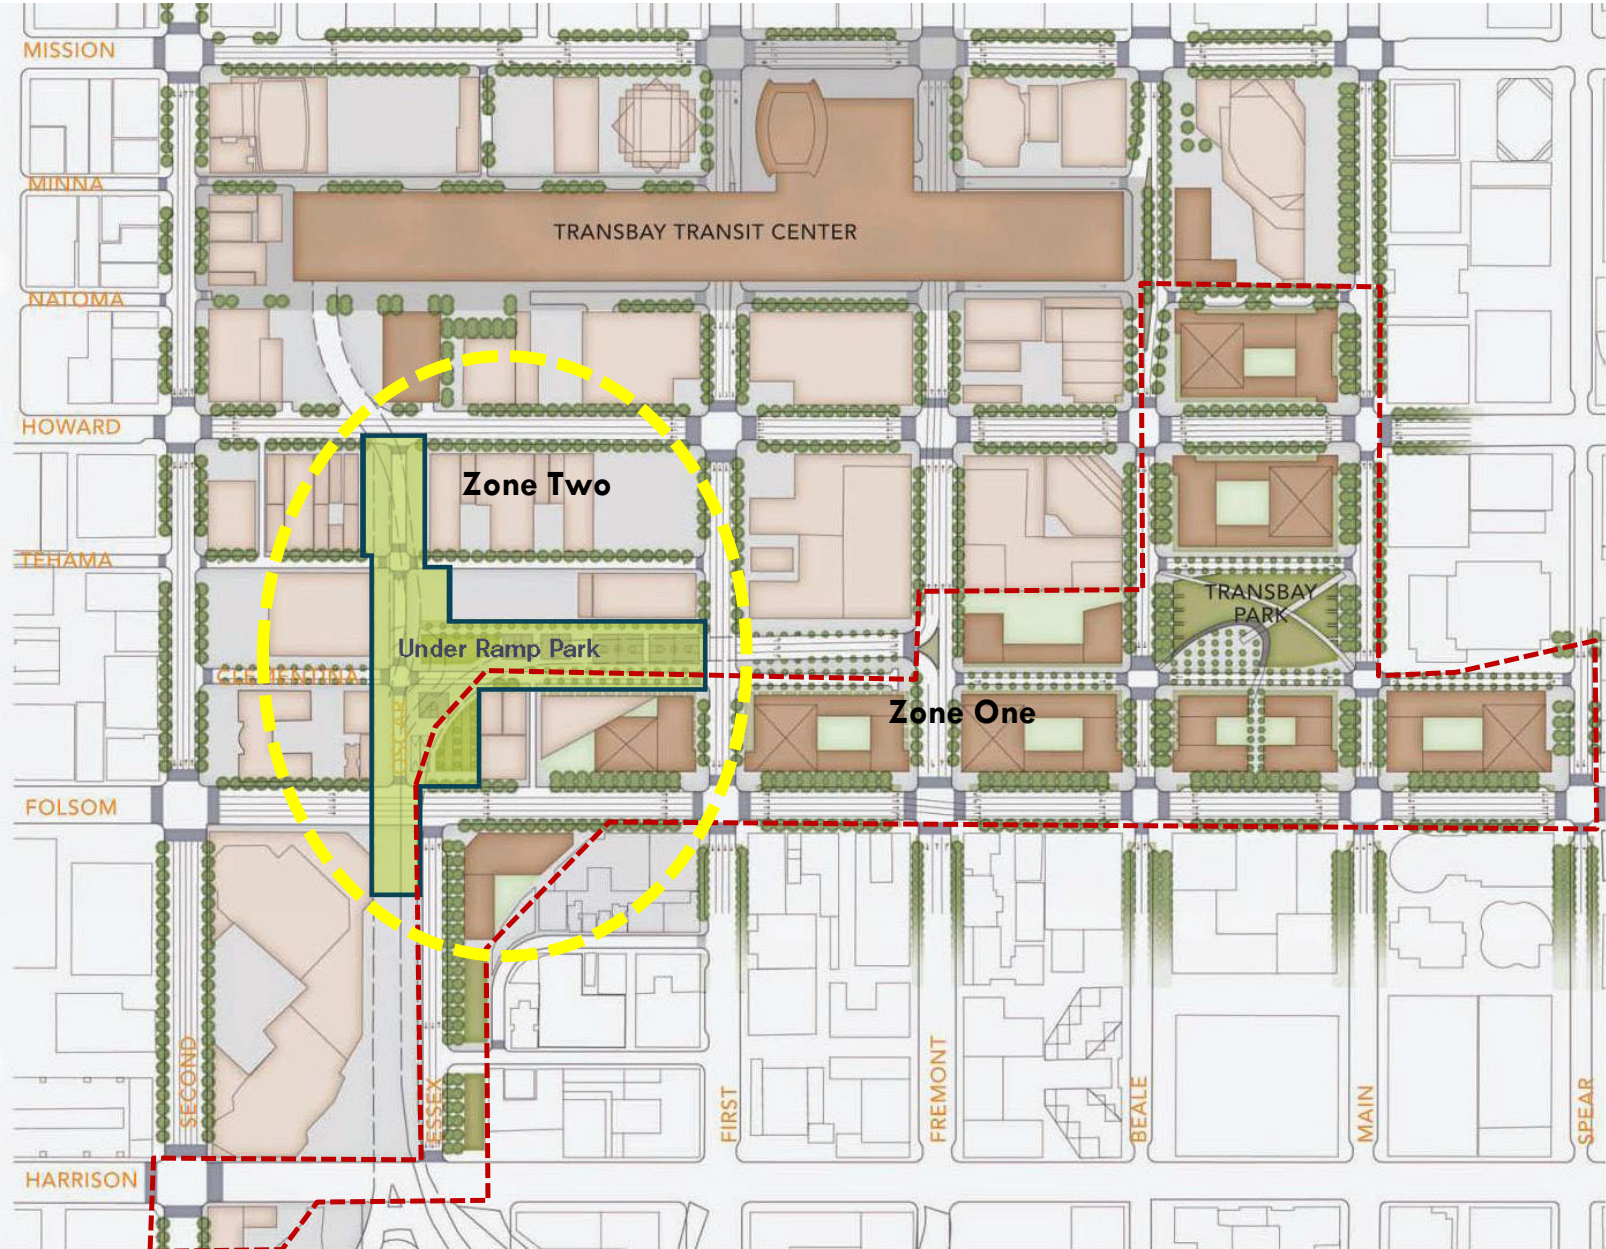 MISSION
MINNA
TRANSBAY TRANSIT CENTER
NATOMA
HOWARD
Zone Two
TEHAMA
TRANSBAY
PARK
Under Ramp Park
CLEMENTINA
OSCAR
Zone One
FOLSOM
SECOND
ESSEX
FIRST
FREMONT
BEALE
MAIN
SPEAR
HARRISON